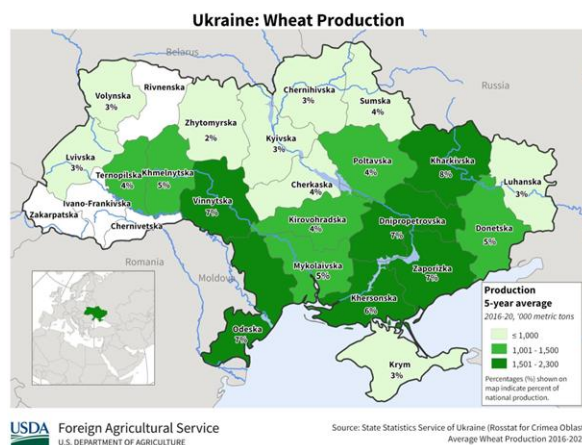 Ukraine: Wheat Production
Belarus
Russia
Romania
Moldova
Volynska
3%
Rivnenska
Zhytomyrska
2%
Kyivska
3%
Chernihivska
3%
Sumska
4%
Lvivska
3%
Ternopilska
4%
Khmelnytska
5%
Vinnytska
7%
Cherkaska
4%
Poltavska
4%
Kharkivska
8%
Luhanska
3%
Ivano-Frankivska
Zakarpatska
Chernivetska
Kirovohradska
4%
Dnipropetrovska
7%
Donetska
5%
Mykolaivska
5%
Zaporizka
7%
Khersonska
6%
Odeska
7%
Krym
3%
Production
5-year average
2016-20, '000 metric tons
≤ 1,000
1,001 - 1,500
1,501 - 2,300
Percentages (%) shown on
map indicate percent of
national production.
USDA Foreign Agricultural Service
U.S. DEPARTMENT OF AGRICULTURE
Source: State Statistics Service of Ukraine (Rosstat for Crimea Oblast
Average Wheat Production 2016-202